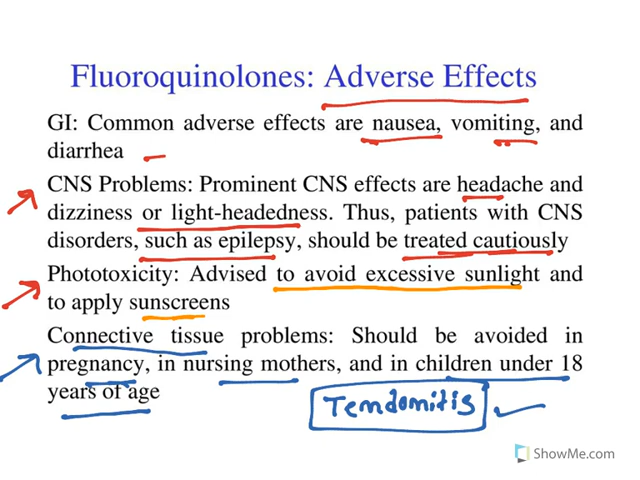 Fluoroquinolones: Adverse Effects
GI: Common adverse effects are nausea, vomiting, and
diarrhea
CNS Problems: Prominent CNS effects are headache and
dizziness or light-headedness. Thus, patients with CNS
disorders, such as epilepsy, should be treated cautiously
Phototoxicity: Advised to avoid excessive sunlight and
to apply sunscreens
Connective tissue problems: Should be avoided in
pregnancy, in nursing mothers, and in children under 18
years of age
Tendonitis
ShowMe.com